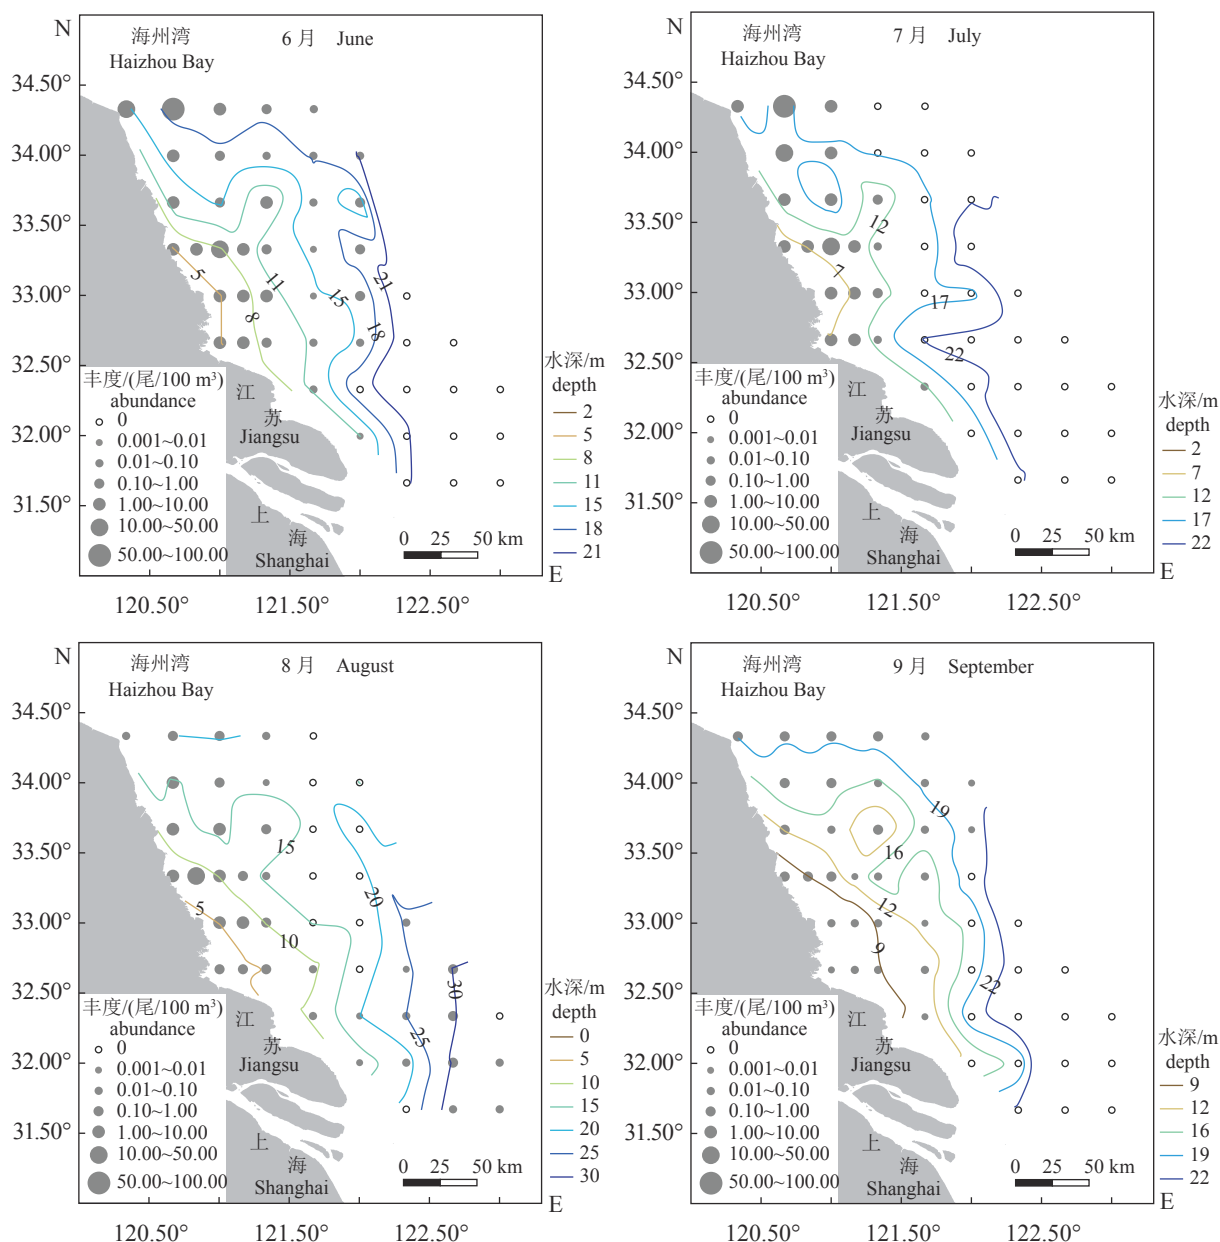 N
海州湾
Haizhou Bay
6 月 June
34.50°
34.00°
33.50°
33.00°
32.50°
32.00°
31.50°
5
8
11
15
18
21
丰度/(尾/100 m³)
abundance
0
0.001~0.01
0.01~0.10
0.10~1.00
1.00~10.00
10.00~50.00
50.00~100.00
江
苏
Jiangsu
上
海
Shanghai
0 25 50 km
水深/m
depth
2
5
8
11
15
18
21
E
120.50° 121.50° 122.50°
N
海州湾
Haizhou Bay
7 月 July
34.50°
34.00°
33.50°
33.00°
32.50°
32.00°
31.50°
12
7
17
22
丰度/(尾/100 m³)
abundance
0
0.001~0.01
0.01~0.10
0.10~1.00
1.00~10.00
10.00~50.00
50.00~100.00
江
苏
Jiangsu
上
海
Shanghai
0 25 50 km
水深/m
depth
2
7
12
17
22
E
120.50° 121.50° 122.50°
N
海州湾
Haizhou Bay
8 月 August
34.50°
34.00°
33.50°
33.00°
32.50°
32.00°
31.50°
15
20
5
10
30
25
丰度/(尾/100 m³)
abundance
0
0.001~0.01
0.01~0.10
0.10~1.00
1.00~10.00
10.00~50.00
50.00~100.00
江
苏
Jiangsu
上
海
Shanghai
0 25 50 km
水深/m
depth
0
5
10
15
20
25
30
E
120.50° 121.50° 122.50°
N
海州湾
Haizhou Bay
9 月 September
34.50°
34.00°
33.50°
33.00°
32.50°
32.00°
31.50°
19
16
12
9
22
丰度/(尾/100 m³)
abundance
0
0.001~0.01
0.01~0.10
0.10~1.00
1.00~10.00
10.00~50.00
50.00~100.00
江
苏
Jiangsu
上
海
Shanghai
0 25 50 km
水深/m
depth
9
12
16
19
22
E
120.50° 121.50° 122.50°